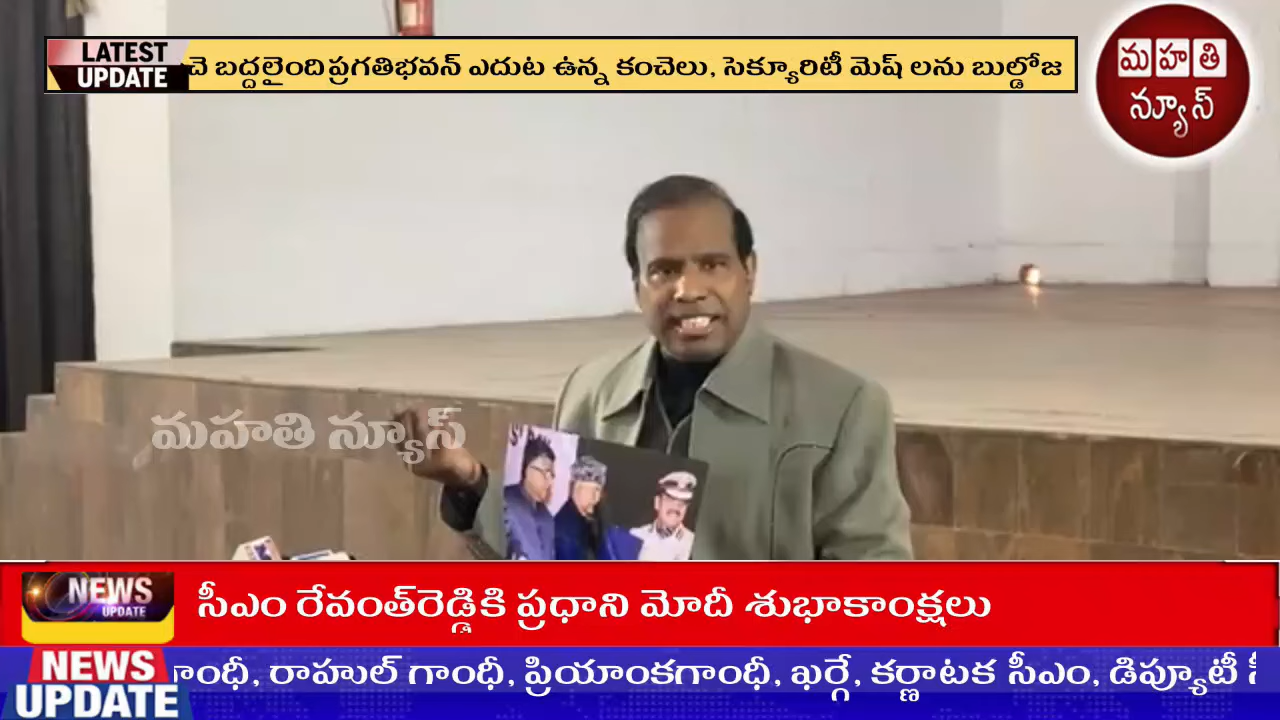 LATEST
UPDATE
బద్దలైంది ప్రగతిభవన్ ఎదుట ఉన్న కంచెలు, సెక్యూరిటీ మెష్ లను బుల్డోజ
మహతి
న్యూస్
మహతి న్యూస్
NEWS
UPDATE
సీఎం రేవంత్‌రెడ్డికి ప్రధాని మోదీ శుభాకాంక్షలు
NEWS
UPDATE
గాంధీ, రాహుల్ గాంధీ, ప్రియాంకగాంధీ, ఖర్గే, కర్ణాటక సీఎం, డిప్యూటీ